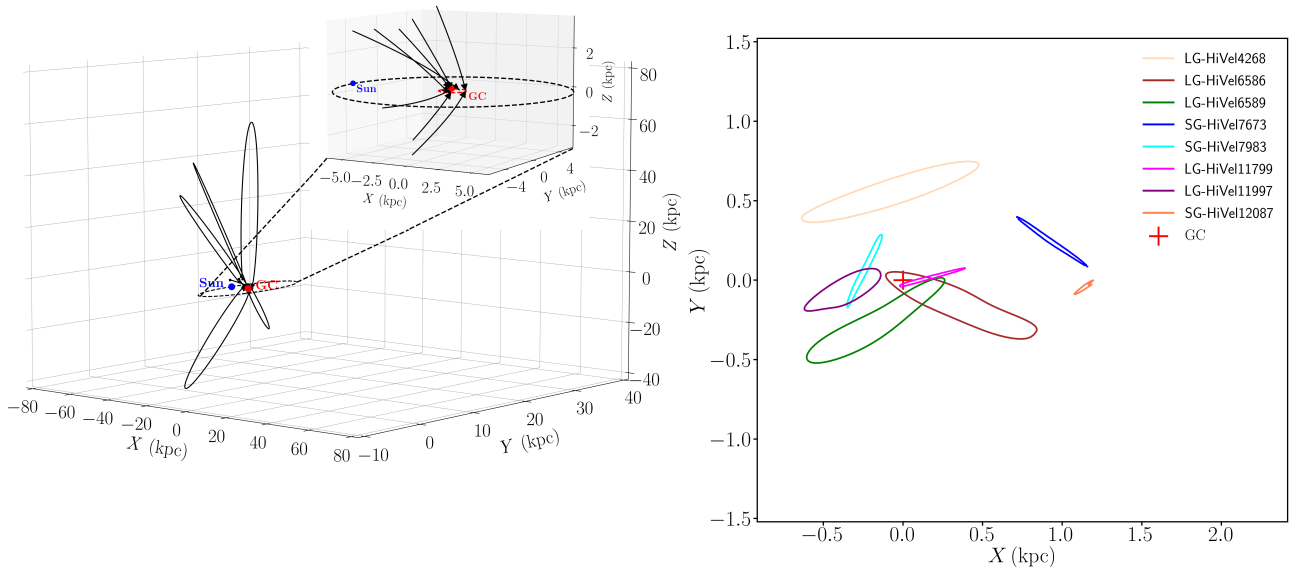 2
0
−2
Z (kpc)
Sun
GC
−5.0
−2.5
0.0
2.5
5.0
X (kpc)
−4
0
4
Y (kpc)
80
60
40
20
0
−20
−40
Z (kpc)
Sun
GC
−80
−60
−40
−20
0
20
40
60
80
X (kpc)
−10
0
10
20
30
40
Y (kpc)
1.5
1.0
0.5
0.0
−0.5
−1.0
−1.5
Y (kpc)
LG-HiVel4268
LG-HiVel6586
LG-HiVel6589
SG-HiVel7673
SG-HiVel7983
LG-HiVel11799
LG-HiVel11997
SG-HiVel12087
GC
−0.5
0.0
0.5
1.0
1.5
2.0
X (kpc)